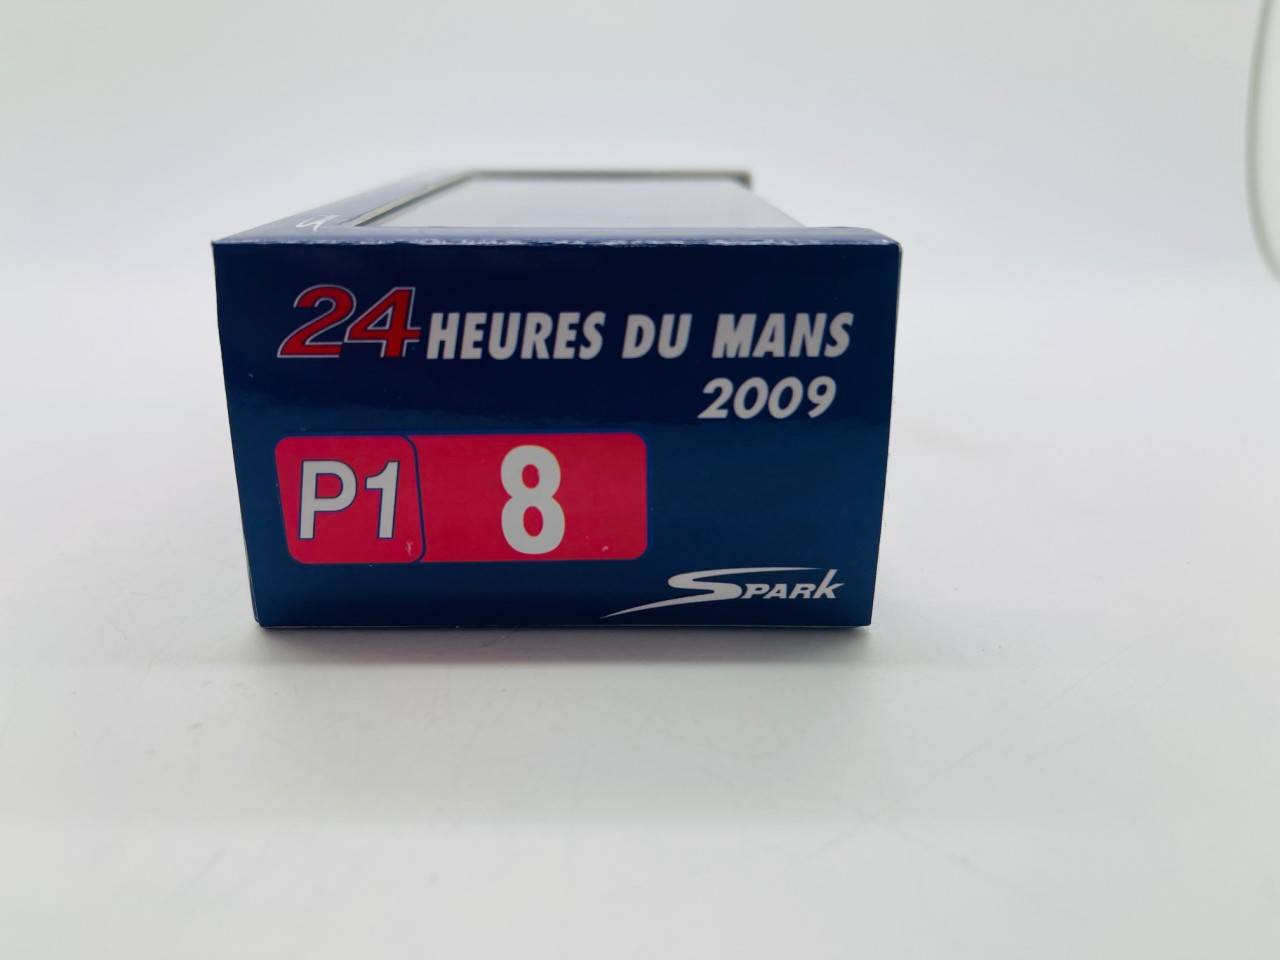 24 HEURES DU MANS
2009
P1 8
SPARK